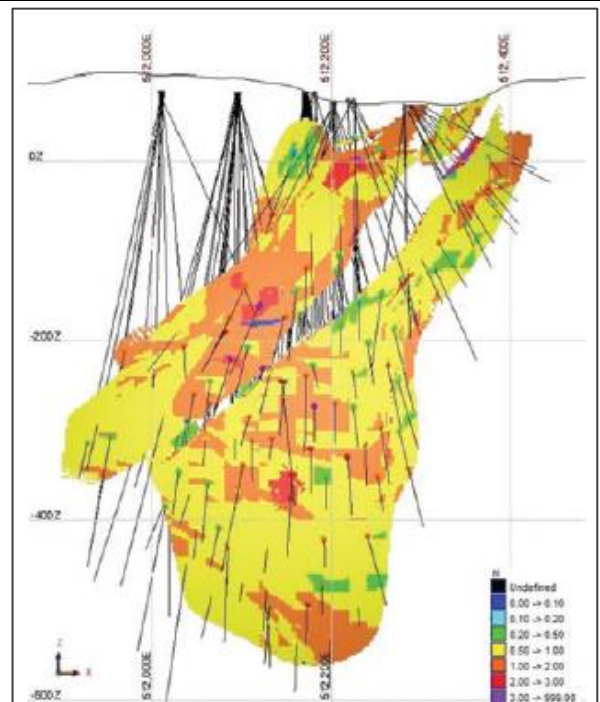 512,000E
512,200E
512,400E
0Z
-200Z
-400Z
-600Z
512,000E
512,200E
Z
X
N
Undefined
0.00 -> 0.10
0.10 -> 0.20
0.20 -> 0.50
0.50 -> 1.00
1.00 -> 2.00
2.00 -> 3.00
3.00 -> 999.00